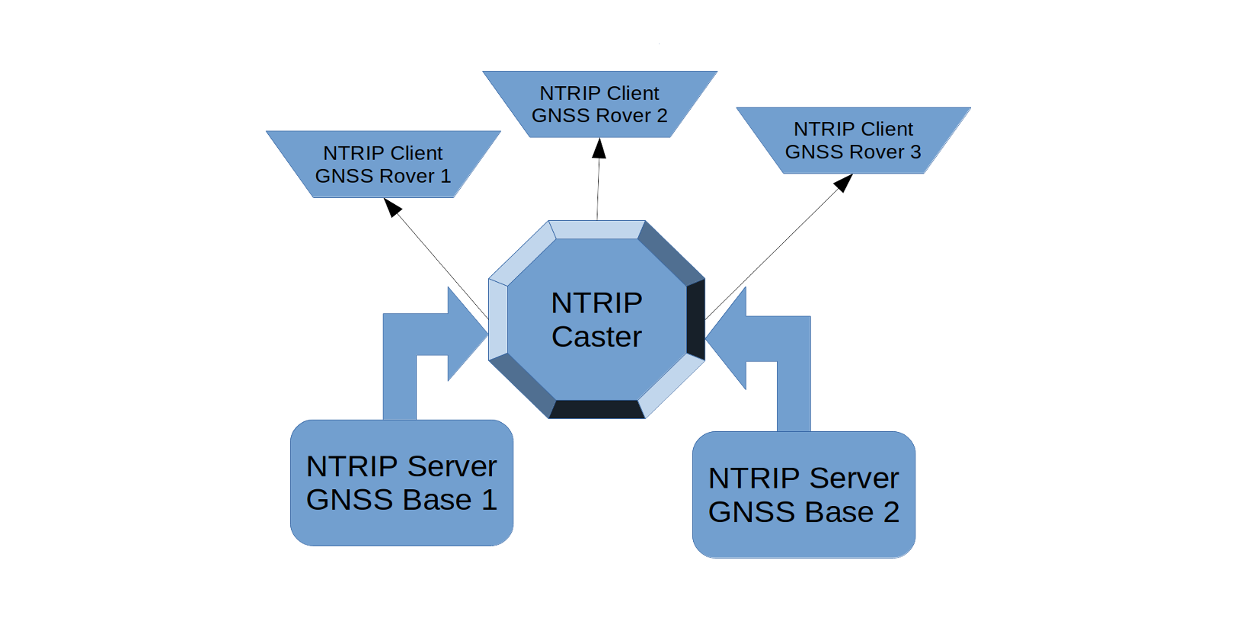 NTRIP Client
GNSS Rover 2
NTRIP Client
GNSS Rover 3
NTRIP Client
GNSS Rover 1
NTRIP
Caster
NTRIP Server
GNSS Base 1
NTRIP Server
GNSS Base 2